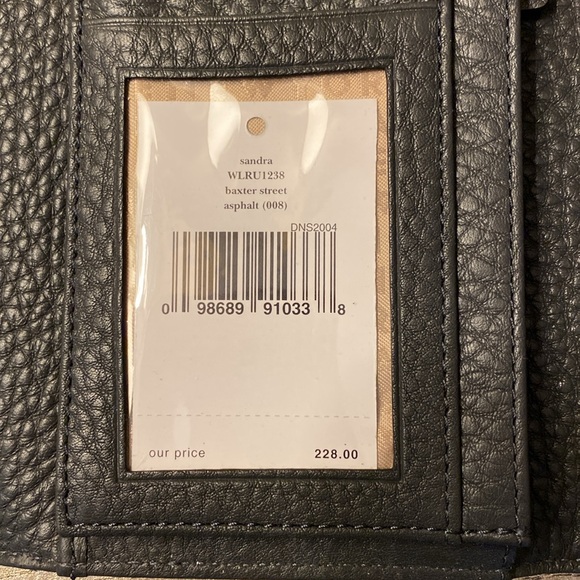 sandra
WLRU1238
baxter street
asphalt (008)
DNS2004
0 98689 91033 8
our price 228.00